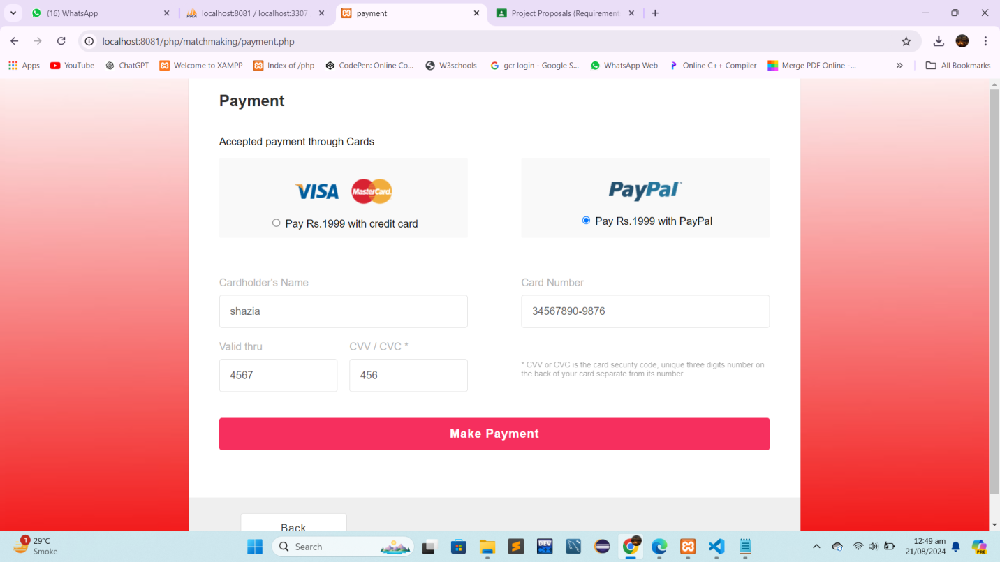 (16) WhatsApp
localhost:8081 / localhost:3307
payment
Project Proposals (Requirement
localhost:8081/php/matchmaking/payment.php
Apps YouTube ChatGPT Welcome to XAMPP Index of /php CodePen: Online Co... W3schools gcr login - Google S... WhatsApp Web Online C++ Compiler Merge PDF Online -... » All Bookmarks
Payment
Accepted payment through Cards
VISA MasterCard
PayPal™
Pay Rs.1999 with credit card
Pay Rs.1999 with PayPal
Cardholder's Name
Card Number
shazia
34567890-9876
Valid thru
CVV / CVC *
4567
456
* CVV or CVC is the card security code, unique three digits number on
the back of your card separate from its number.
Make Payment
Back
1
29°C
Smoke
Search
DEV
PRE
12:49 am
21/08/2024